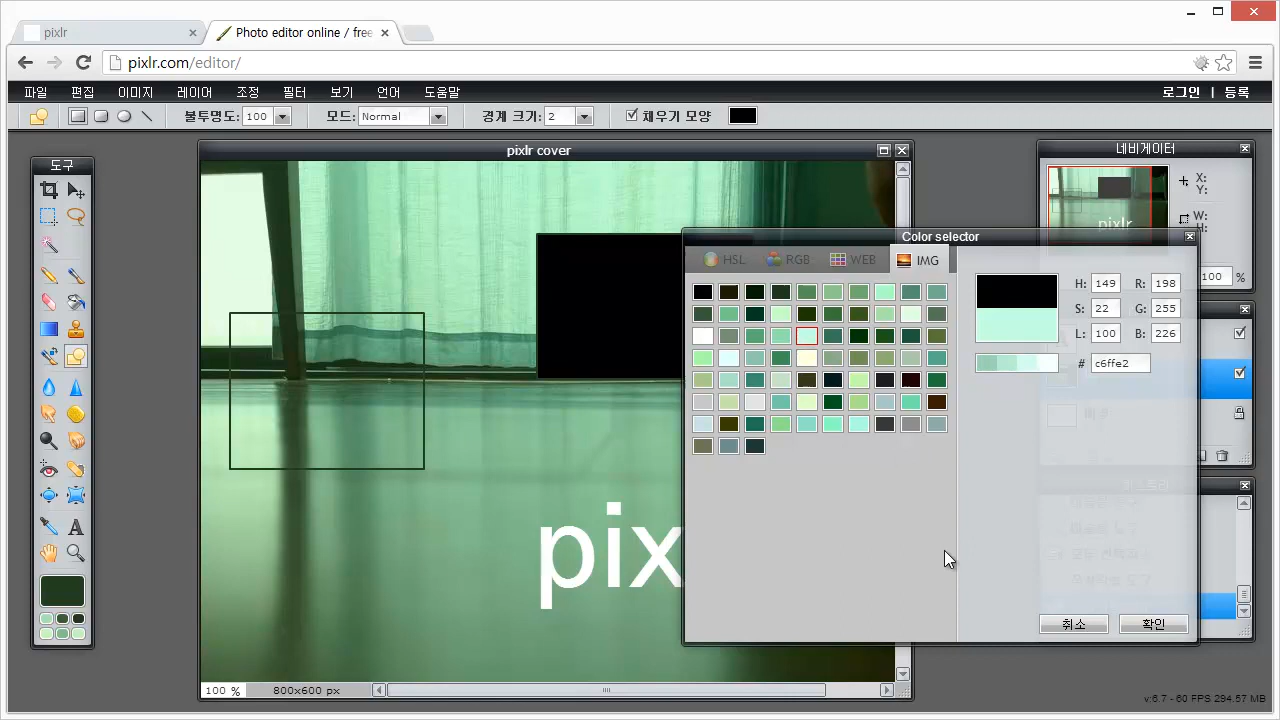 pixlr
Photo editor online / free
pixlr.com/editor/
파일 편집 이미지 레이어 조정 필터 보기 언어 도움말 로그인 | 등록
불투명도: 100 모드: Normal 경계 크기: 2 채우기 모양
도구
pixlr cover
네비게이터
X:
Y:
W:
H:
100 %
pixlr
Color selector
HSL RGB WEB IMG
H: 149 R: 198
S: 22 G: 255
L: 100 B: 226
# c6ffe2
취소 확인
pix
100 % 800x600 px
v:6.7 - 60 FPS 294.57 MB